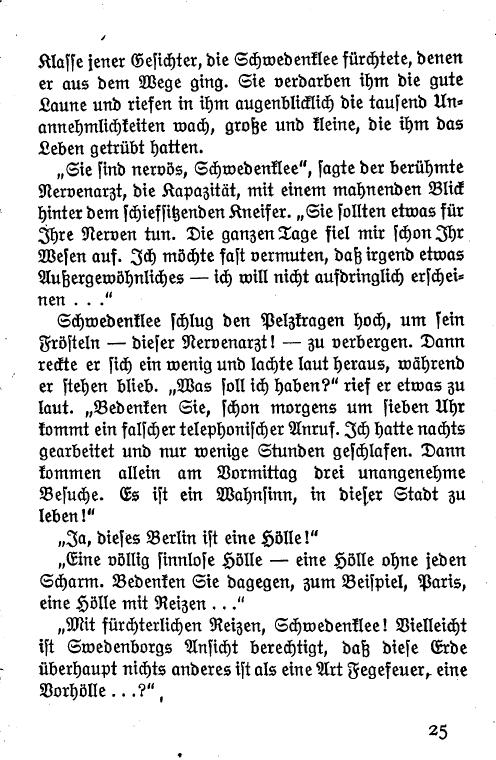 Klasse jener Gesichter, die Schwedenklee fürchtete, denen
er aus dem Wege ging. Sie verdarben ihm die gute
Laune und riefen in ihm augenblicklich die tausend Un-
annehmlichkeiten wach, große und kleine, die ihm das
Leben getrübt hatten.
„Sie sind nervös, Schwedenklee“, sagte der berühmte
Nervenarzt, die Kapazität, mit einem mahnenden Blick
hinter dem schiefsitzenden Kneifer. „Sie sollten etwas für
Ihre Nerven tun. Die ganzen Tage fiel mir schon Ihr
Wesen auf. Ich möchte fast vermuten, daß irgend etwas
Außergewöhnliches — ich will nicht aufdringlich erschei-
nen . . .“
Schwedenklee schlug den Pelzkragen hoch, um sein
Frösteln — dieser Nervenarzt! — zu verbergen. Dann
reckte er sich ein wenig und lachte laut heraus, während
er stehen blieb. „Was soll ich haben?“ rief er etwas zu
laut. „Bedenken Sie, schon morgens um sieben Uhr
kommt ein falscher telephonischer Anruf. Ich hatte nachts
gearbeitet und nur wenige Stunden geschlafen. Dann
kommen allein am Vormittag drei unangenehme
Besuche. Es ist ein Wahnsinn, in dieser Stadt zu
leben!“
„Ja, dieses Berlin ist eine Hölle!“
„Eine völlig sinnlose Hölle — eine Hölle ohne jeden
Scharm. Bedenken Sie dagegen, zum Beispiel, Paris,
eine Hölle mit Reizen . . .“
„Mit fürchterlichen Reizen, Schwedenklee! Vielleicht
ist Swedenborgs Ansicht berechtigt, daß diese Erde
überhaupt nichts anderes ist als eine Art Fegefeuer, eine
Vorhölle . . .?“
25